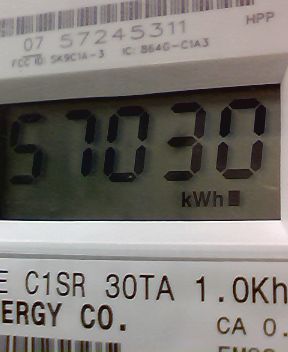 HPP
07 57245311
FCC ID: SK9C1A-3 IC: 864G-C1A3
57030
kWh
E C1SR 30TA 1.0Kh
ERGY CO.
CA 0.